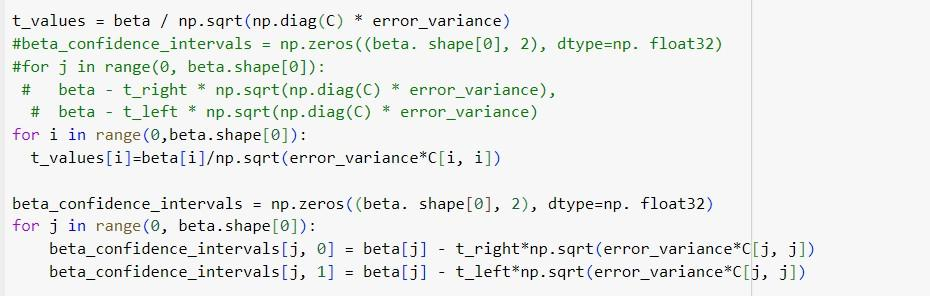 t_values = beta / np.sqrt(np.diag(C) * error_variance)
#beta_confidence_intervals = np.zeros((beta. shape[0], 2), dtype=np. float32)
#for j in range(0, beta.shape[0]):
 #   beta - t_right * np.sqrt(np.diag(C) * error_variance),
  #  beta - t_left * np.sqrt(np.diag(C) * error_variance)
for i in range(0,beta.shape[0]):
  t_values[i]=beta[i]/np.sqrt(error_variance*C[i, i])

beta_confidence_intervals = np.zeros((beta. shape[0], 2), dtype=np. float32)
for j in range(0, beta.shape[0]):
    beta_confidence_intervals[j, 0] = beta[j] - t_right*np.sqrt(error_variance*C[j, j])
    beta_confidence_intervals[j, 1] = beta[j] - t_left*np.sqrt(error_variance*C[j, j])